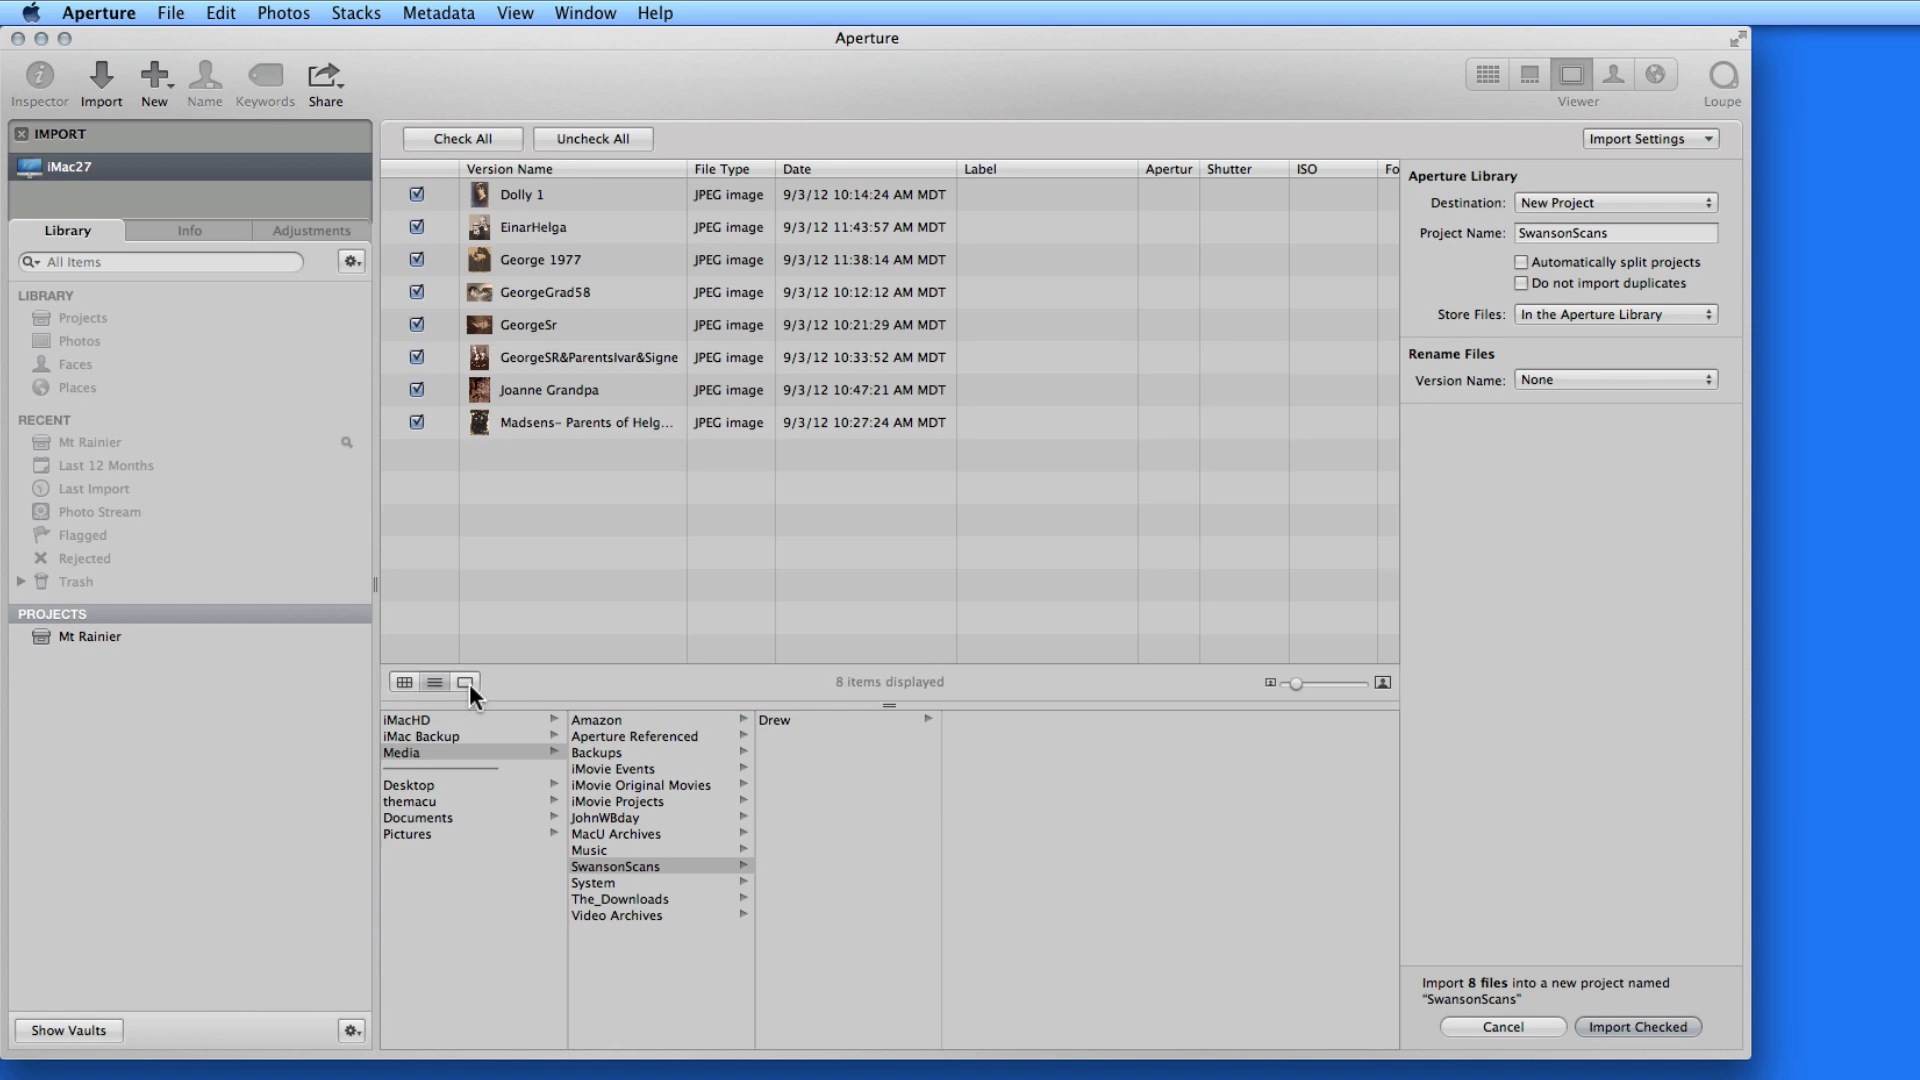 Aperture File Edit Photos Stacks Metadata View Window Help
Aperture
Inspector Import New Name Keywords Share Viewer Loupe
IMPORT
iMac27
Library Info Adjustments
All Items
LIBRARY
Projects
Photos
Faces
Places
RECENT
Mt Rainier
Last 12 Months
Last Import
Photo Stream
Flagged
Rejected
Trash
PROJECTS
Mt Rainier
Show Vaults
Check All Uncheck All Import Settings
Version Name File Type Date Label Apertur Shutter ISO Fo
Dolly 1 JPEG image 9/3/12 10:14:24 AM MDT
EinarHelga JPEG image 9/3/12 11:43:57 AM MDT
George 1977 JPEG image 9/3/12 11:38:14 AM MDT
GeorgeGrad58 JPEG image 9/3/12 10:12:12 AM MDT
GeorgeSr JPEG image 9/3/12 10:21:29 AM MDT
GeorgeSR&ParentsIvar&Signe JPEG image 9/3/12 10:33:52 AM MDT
Joanne Grandpa JPEG image 9/3/12 10:47:21 AM MDT
Madsens- Parents of Helg... JPEG image 9/3/12 10:27:24 AM MDT
8 items displayed
iMacHD
iMac Backup
Media
Desktop
themacu
Documents
Pictures
Amazon
Aperture Referenced
Backups
iMovie Events
iMovie Original Movies
iMovie Projects
JohnWBday
MacU Archives
Music
SwansonScans
System
The_Downloads
Video Archives
Drew
Aperture Library
Destination: New Project
Project Name: SwansonScans
Automatically split projects
Do not import duplicates
Store Files: In the Aperture Library
Rename Files
Version Name: None
Import 8 files into a new project named
"SwansonScans"
Cancel Import Checked